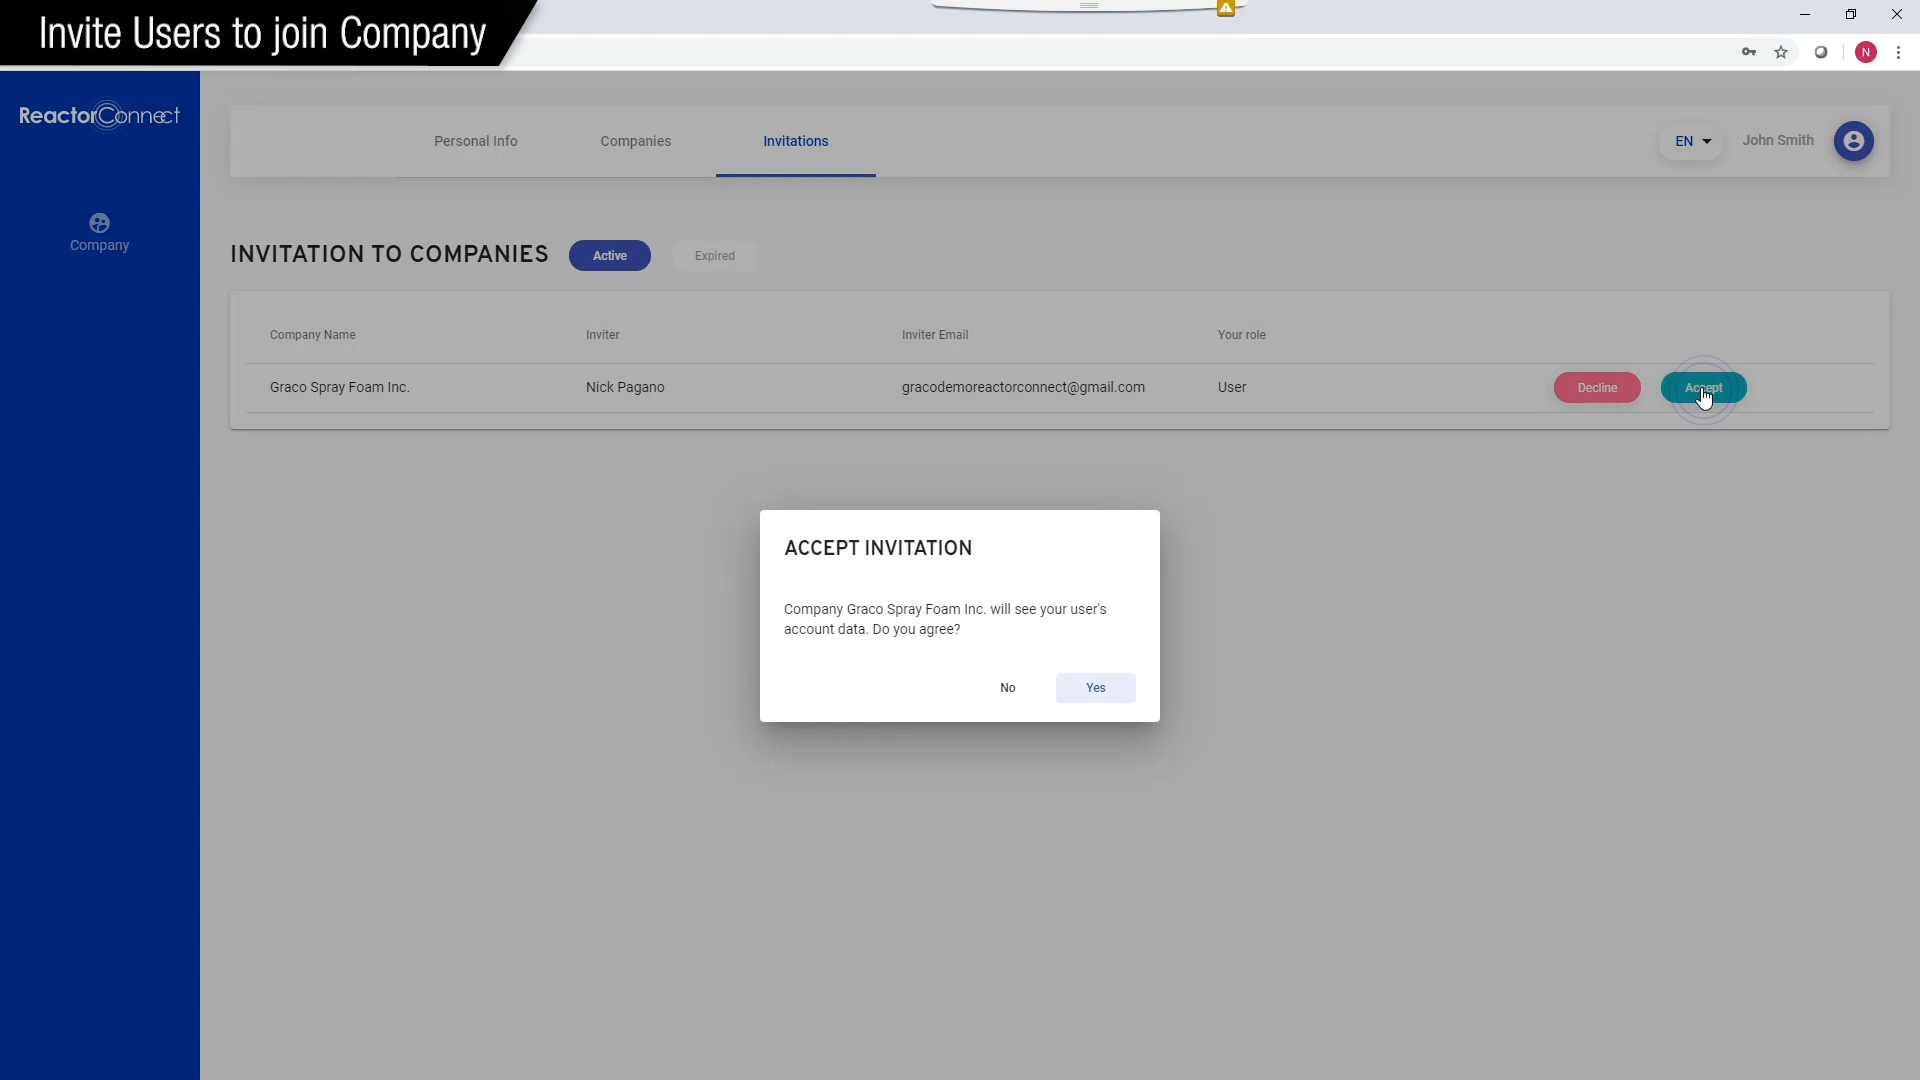 Invite Users to join Company
N
ReactorConnect
Personal Info
Companies
Invitations
EN
John Smith
Company
INVITATION TO COMPANIES
Active
Expired
Company Name
Inviter
Inviter Email
Your role
Graco Spray Foam Inc.
Nick Pagano
gracodemoreactorconnect@gmail.com
User
Decline
Accept
ACCEPT INVITATION
Company Graco Spray Foam Inc. will see your user's
account data. Do you agree?
No
Yes